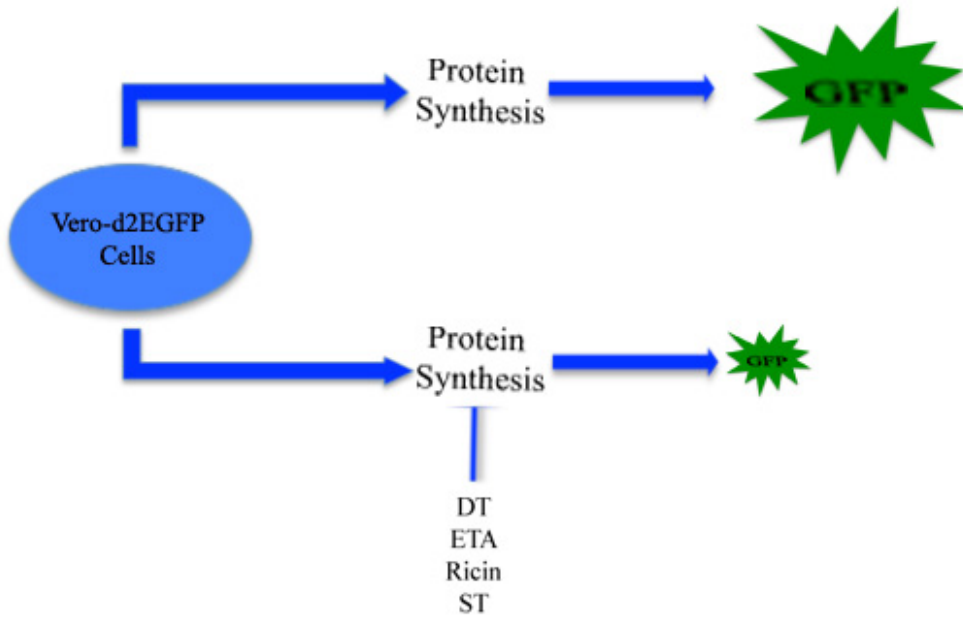 Protein
Synthesis
GFP
Vero-d2EGFP
Cells
Protein
Synthesis
GFP
DT
ETA
Ricin
ST